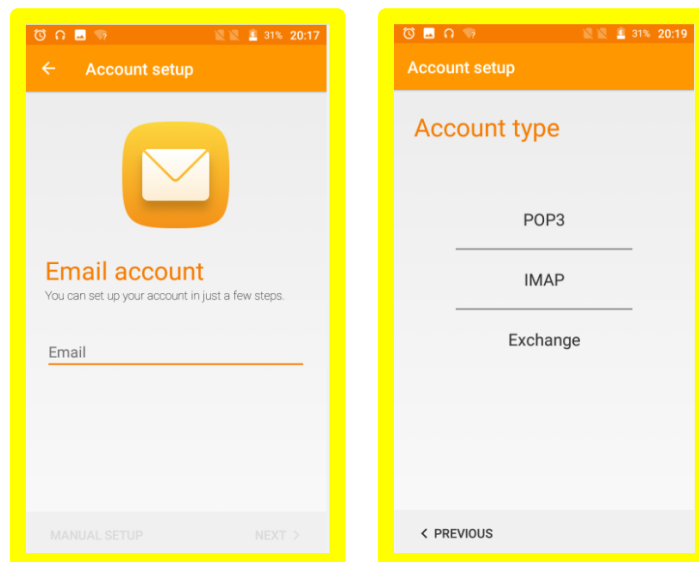 31% 20:17
Account setup
Email account
You can set up your account in just a few steps.
Email
MANUAL SETUP NEXT >
31% 20:19
Account setup
Account type
POP3
IMAP
Exchange
< PREVIOUS